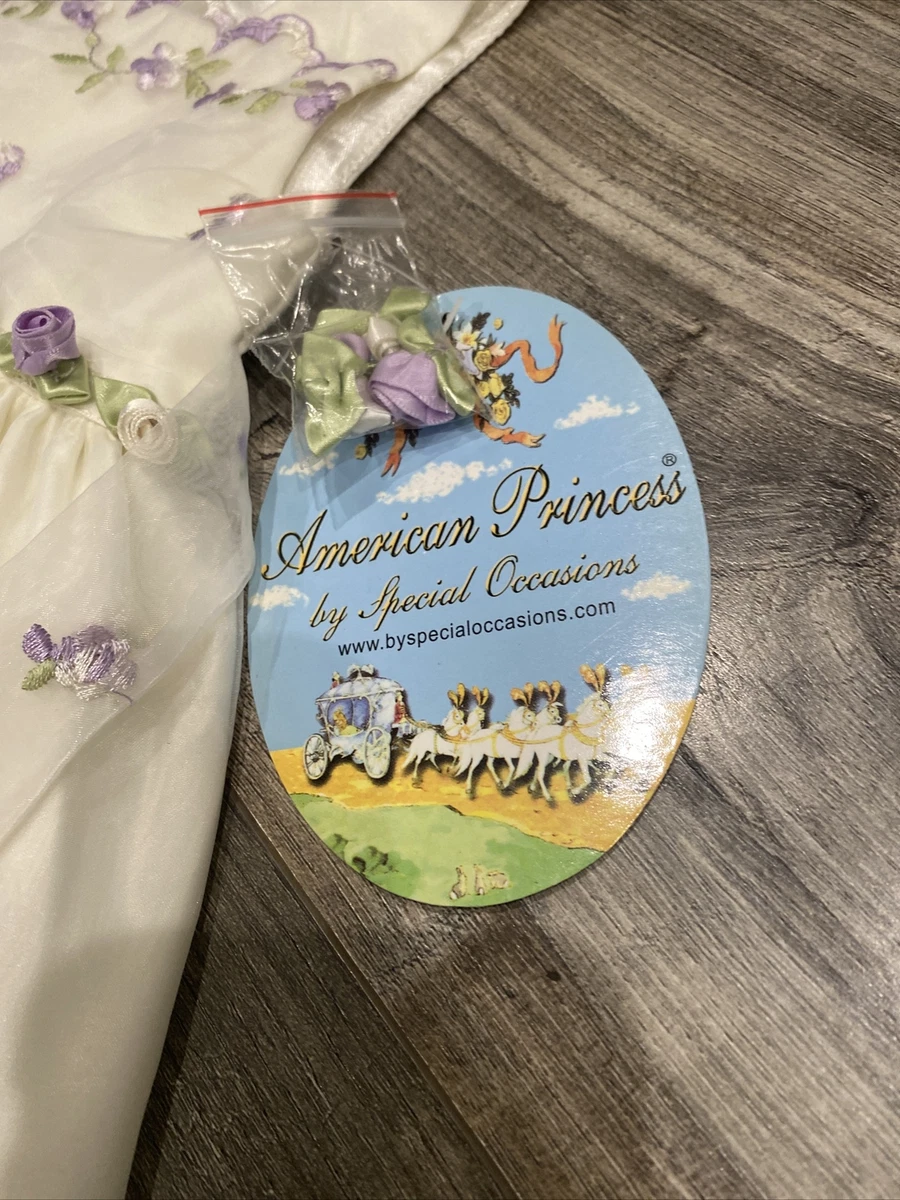 American Princess®
by Special Occasions
www.byspecialoccasions.com